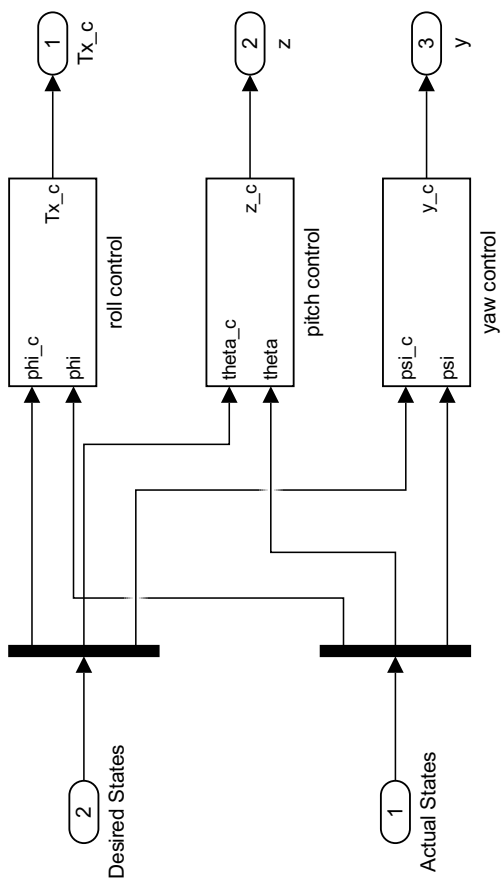 1
Tx_c
phi_c
phi
Tx_c
roll control
2
Desired States
2
z
theta_c
theta
z_c
pitch control
1
Actual States
3
y
psi_c
psi
y_c
yaw control